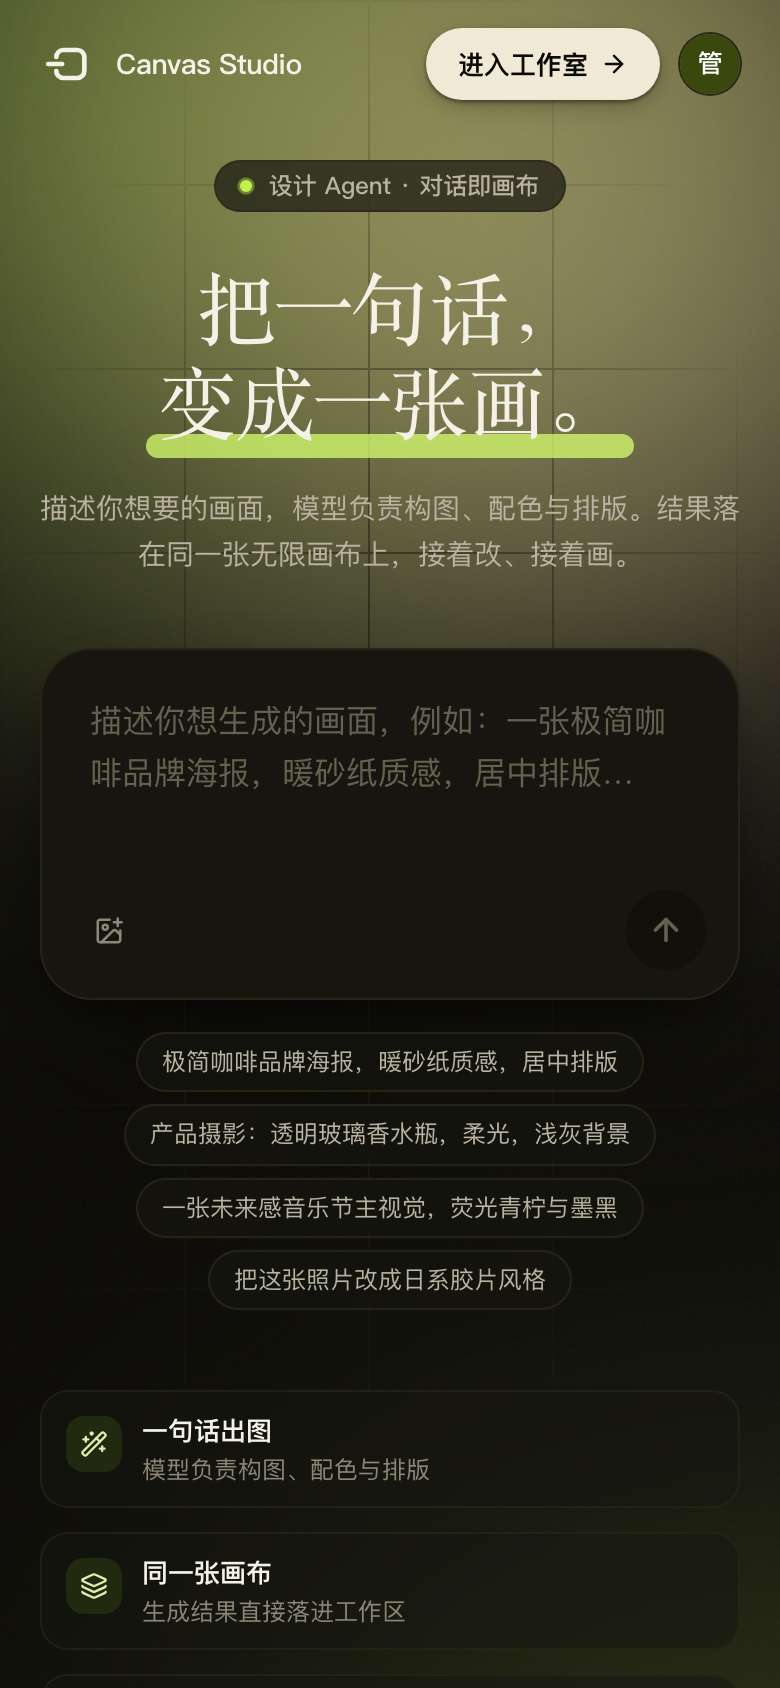 Canvas Studio
进入工作室
管
设计 Agent · 对话即画布
把一句话，
变成一张画。
描述你想要的画面，模型负责构图、配色与排版。结果落
在同一张无限画布上，接着改、接着画。
描述你想生成的画面，例如：一张极简咖
啡品牌海报，暖砂纸质感，居中排版…
极简咖啡品牌海报，暖砂纸质感，居中排版
产品摄影：透明玻璃香水瓶，柔光，浅灰背景
一张未来感音乐节主视觉，荧光青柠与墨黑
把这张照片改成日系胶片风格
一句话出图
模型负责构图、配色与排版
同一张画布
生成结果直接落进工作区